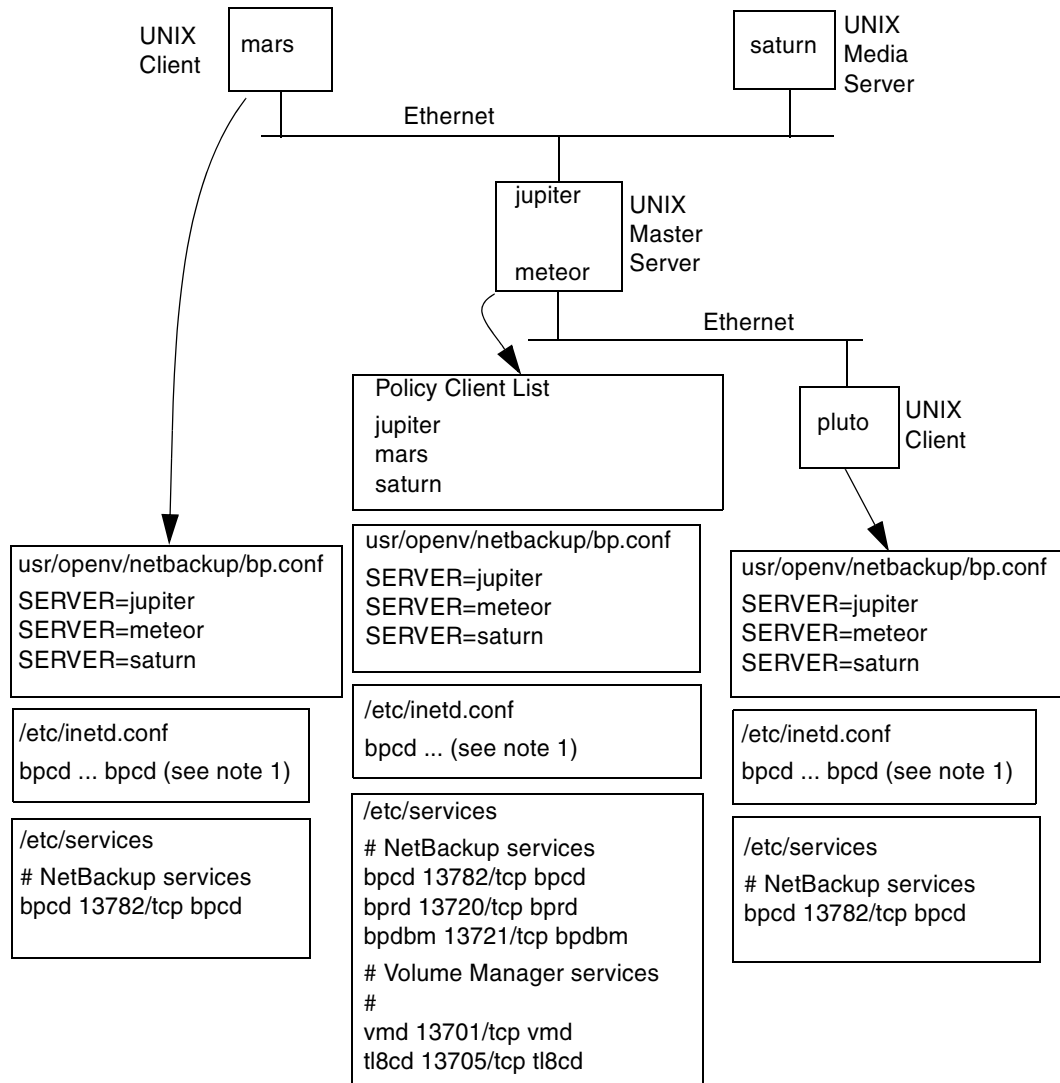 UNIX
Client
mars
saturn
UNIX
Media
Server
Ethernet
jupiter
meteor
UNIX
Master
Server
Ethernet
Policy Client List
jupiter
mars
saturn
pluto
UNIX
Client
usr/openv/netbackup/bp.conf
SERVER=jupiter
SERVER=meteor
SERVER=saturn
/etc/inetd.conf
bpcd ... bpcd (see note 1)
/etc/services
# NetBackup services
bpcd 13782/tcp bpcd
usr/openv/netbackup/bp.conf
SERVER=jupiter
SERVER=meteor
SERVER=saturn
/etc/inetd.conf
bpcd ... (see note 1)
/etc/services
# NetBackup services
bpcd 13782/tcp bpcd
bprd 13720/tcp bprd
bpdbm 13721/tcp bpdbm
# Volume Manager services
#
vmd 13701/tcp vmd
tl8cd 13705/tcp tl8cd
usr/openv/netbackup/bp.conf
SERVER=jupiter
SERVER=meteor
SERVER=saturn
/etc/inetd.conf
bpcd ... bpcd (see note 1)
/etc/services
# NetBackup services
bpcd 13782/tcp bpcd